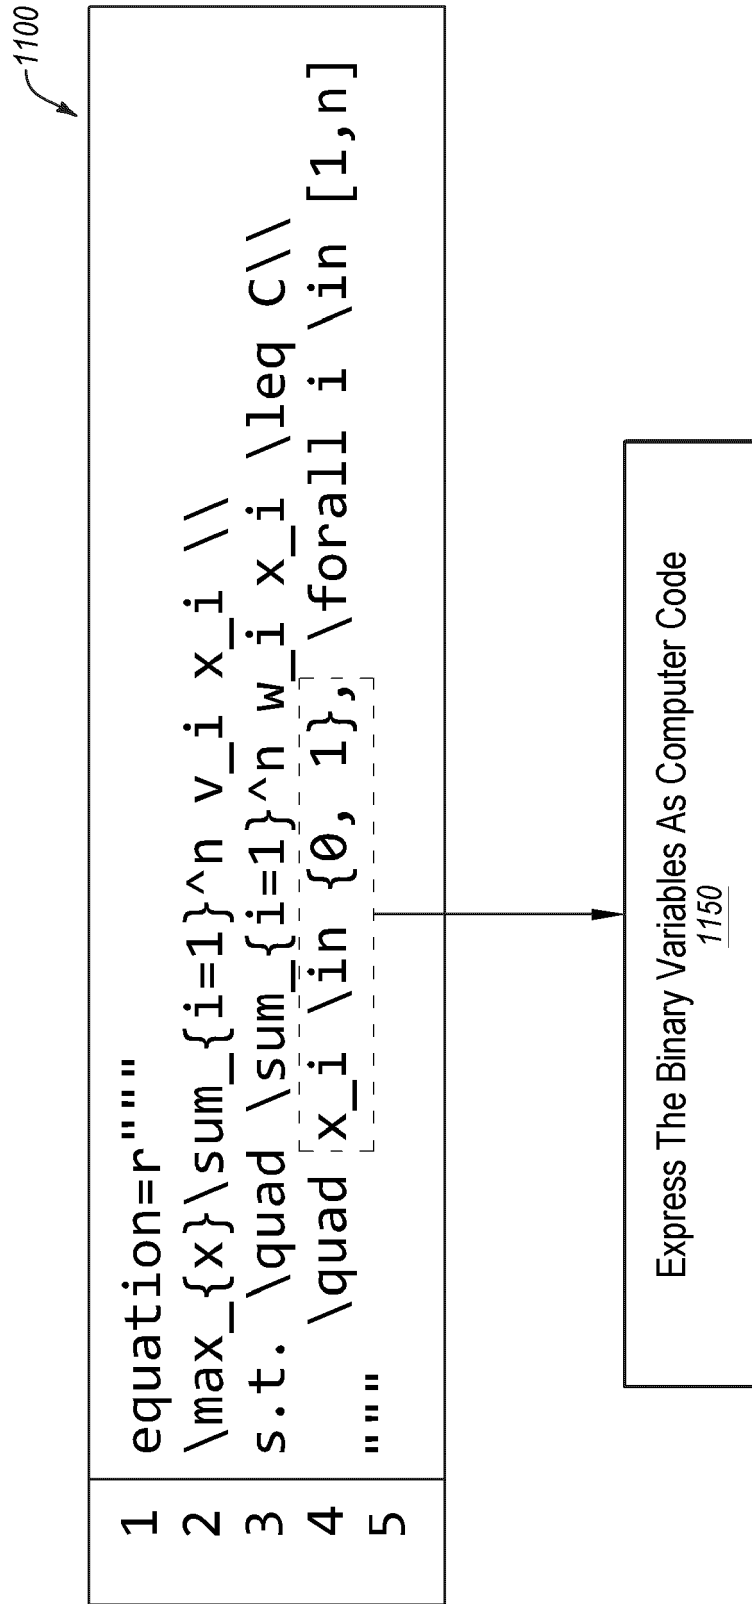 1100
1 equation=r"""
2 \max_{x}\sum_{i=1}^n v_i x_i \\
3 s.t. \quad \sum_{i=1}^n w_i x_i \leq C\\
4 \quad x_i \in {0, 1}, \forall i \in [1,n]
5 """
Express The Binary Variables As Computer Code
1150